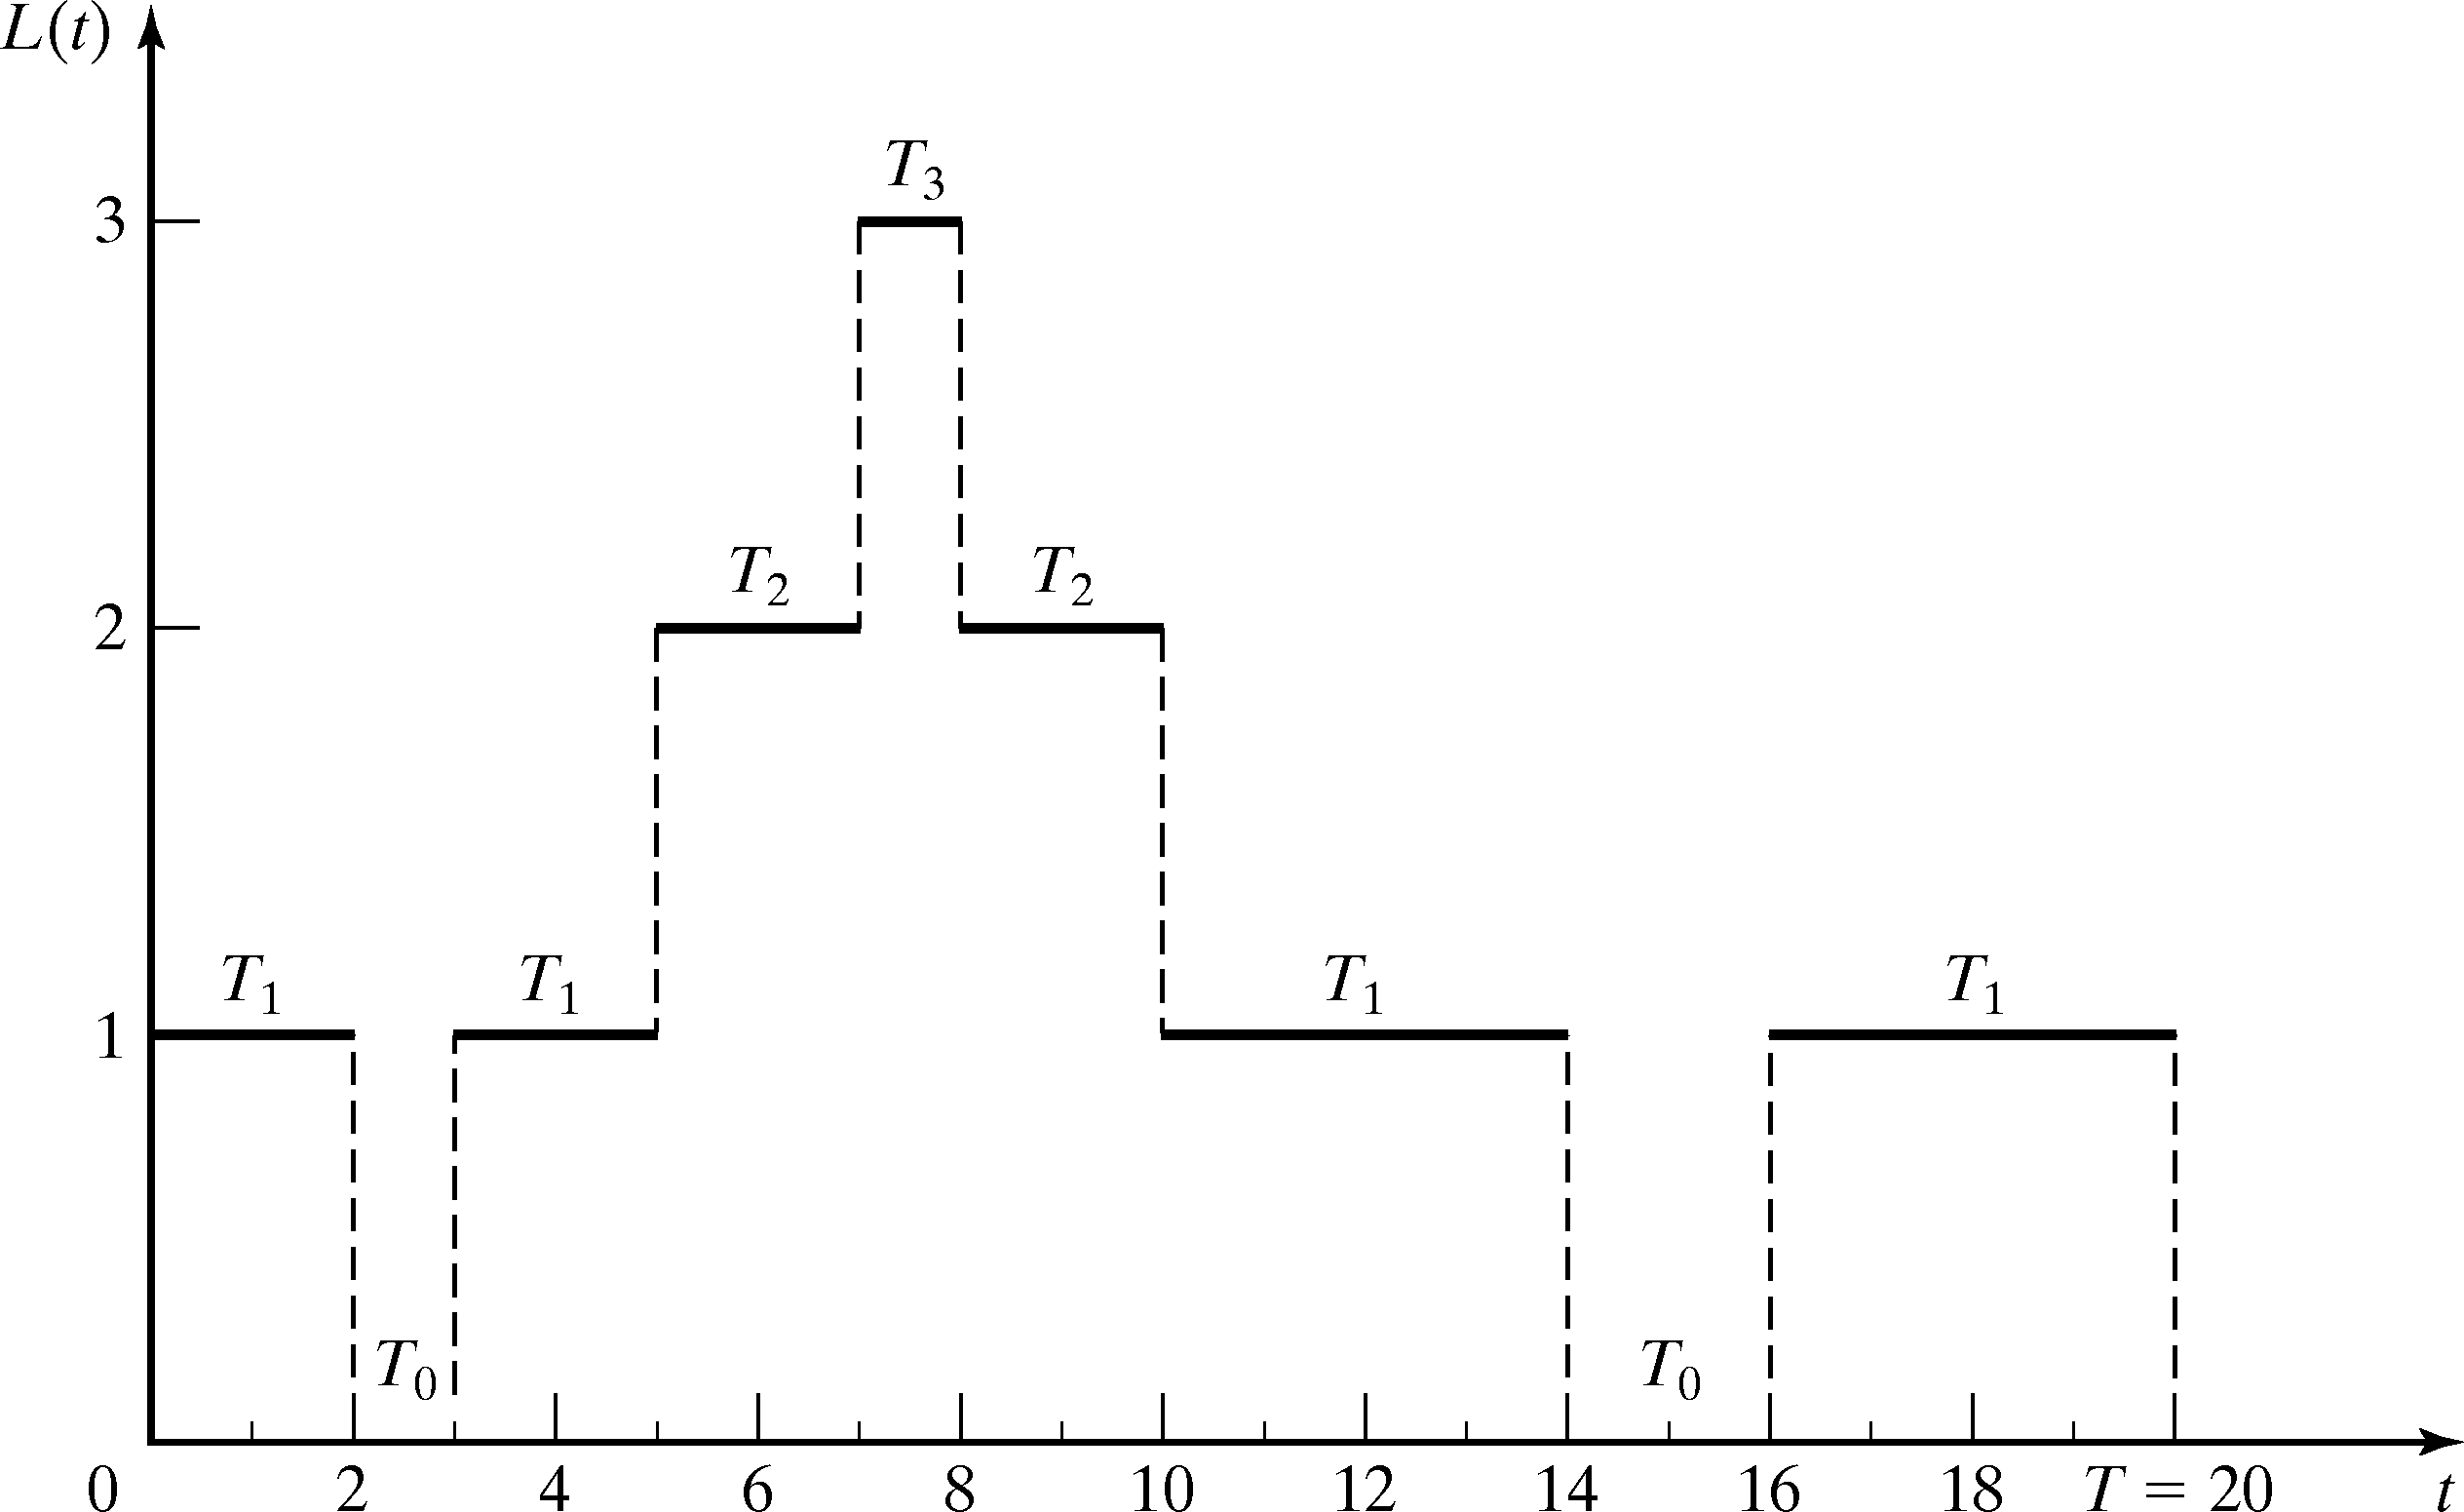 L(t)
T₃
3
T₂ T₂
2
T₁ T₁ T₁ T₁
1
T₀ T₀
0 2 4 6 8 10 12 14 16 18 T = 20 t